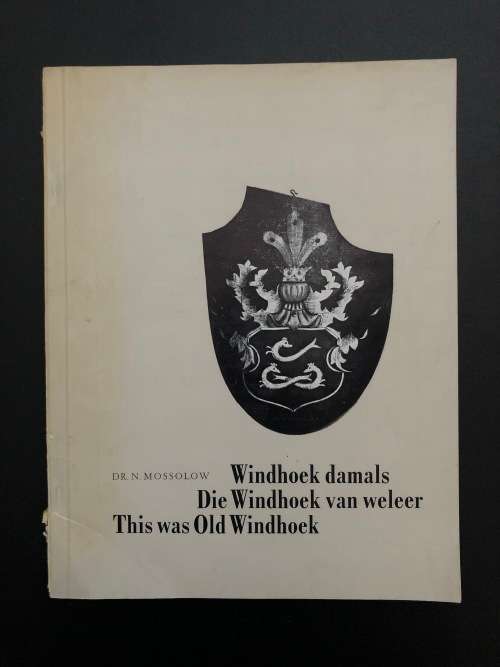 DR. N. MOSSOLOW Windhoek damals
Die Windhoek van weleer
This was Old Windhoek